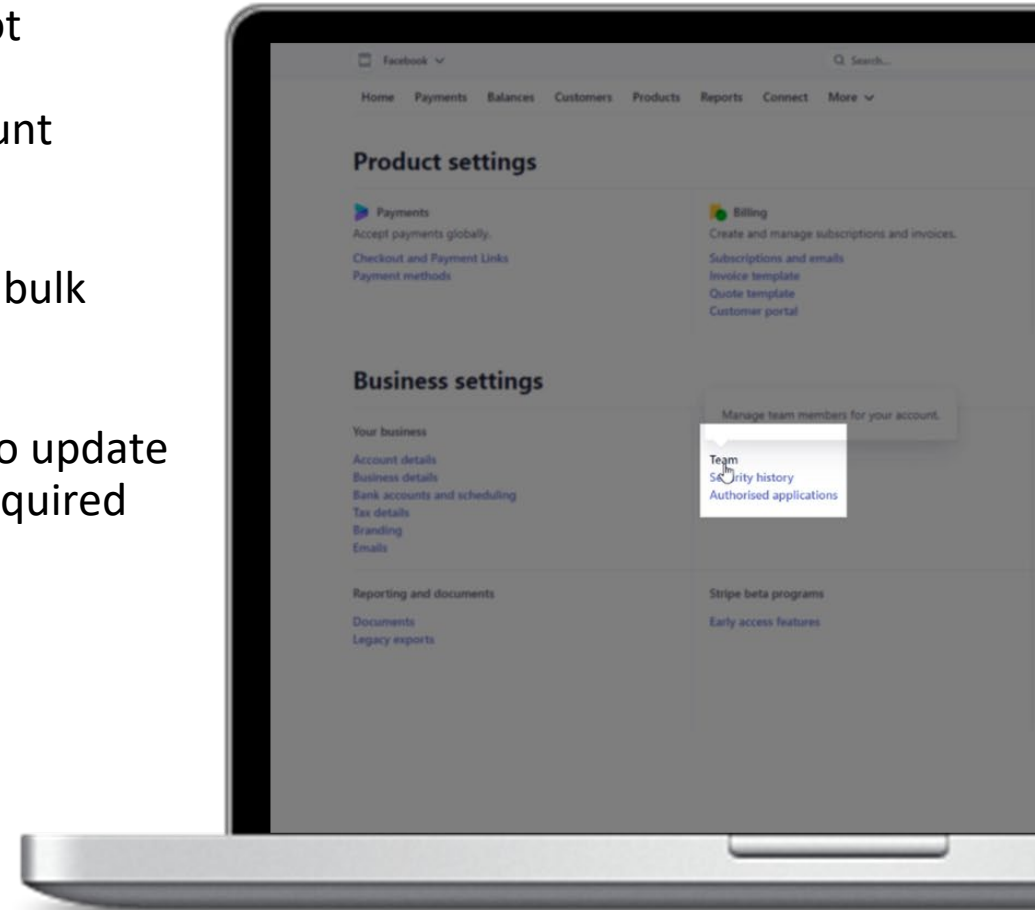 ot
unt
bulk
o update
quired
Facebook
Search...
Home Payments Balances Customers Products Reports Connect More
Product settings
Payments
Accept payments globally.
Checkout and Payment Links
Payment methods
Billing
Create and manage subscriptions and invoices.
Subscriptions and emails
Invoice template
Quote template
Customer portal
Business settings
Your business
Account details
Business details
Bank accounts and scheduling
Tax details
Branding
Emails
Manage team members for your account.
Team
Security history
Authorised applications
Reporting and documents
Documents
Legacy exports
Stripe beta programs
Early access features